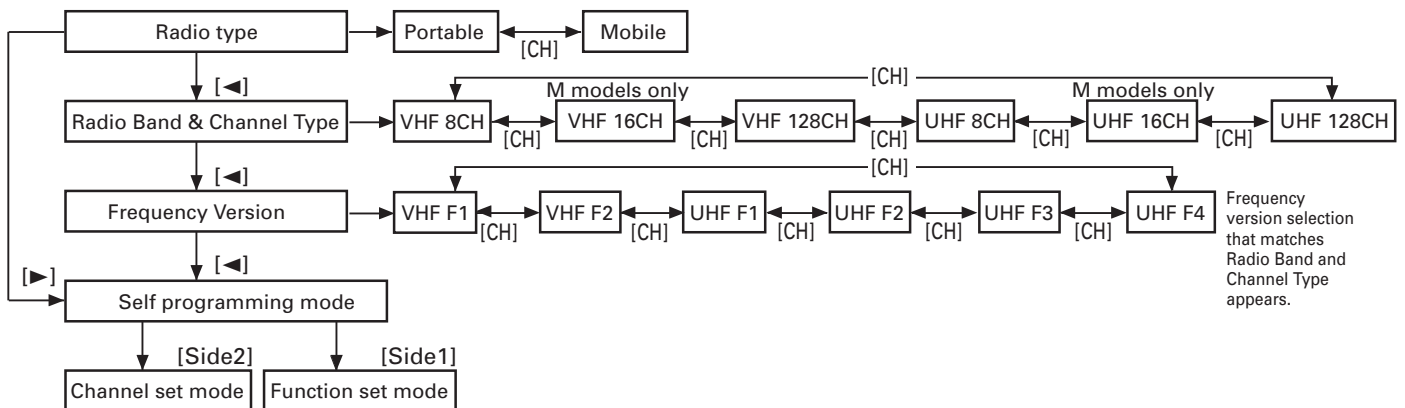 Radio type
Portable
[CH]
Mobile
[◄]
[CH]
M models only
M models only
Radio Band & Channel Type
VHF 8CH
[CH]
VHF 16CH
[CH]
VHF 128CH
[CH]
UHF 8CH
[CH]
UHF 16CH
[CH]
UHF 128CH
[◄]
[CH]
Frequency Version
VHF F1
[CH]
VHF F2
[CH]
UHF F1
[CH]
UHF F2
[CH]
UHF F3
[CH]
UHF F4
Frequency
version selection
that matches
Radio Band and
Channel Type
appears.
[◄]
[►]
Self programming mode
[Side2]
[Side1]
Channel set mode
Function set mode